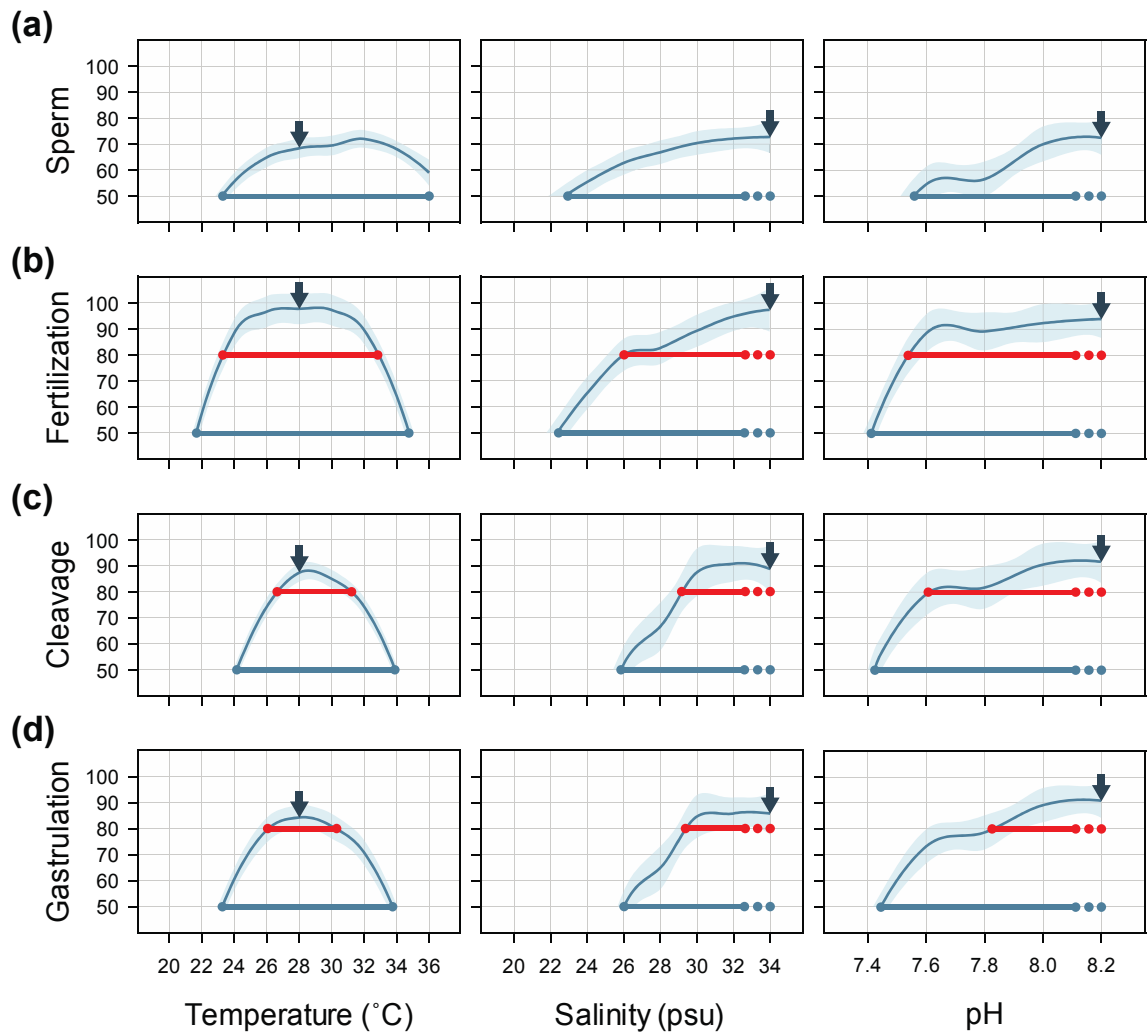 (a)
Sperm
100
90
80
70
60
50
(b)
Fertilization
100
90
80
70
60
50
(c)
Cleavage
100
90
80
70
60
50
(d)
Gastrulation
100
90
80
70
60
50
20 22 24 26 28 30 32 34 36
20 22 24 26 28 30 32 34
7.4 7.6 7.8 8.0 8.2
Temperature (˚C)
Salinity (psu)
pH